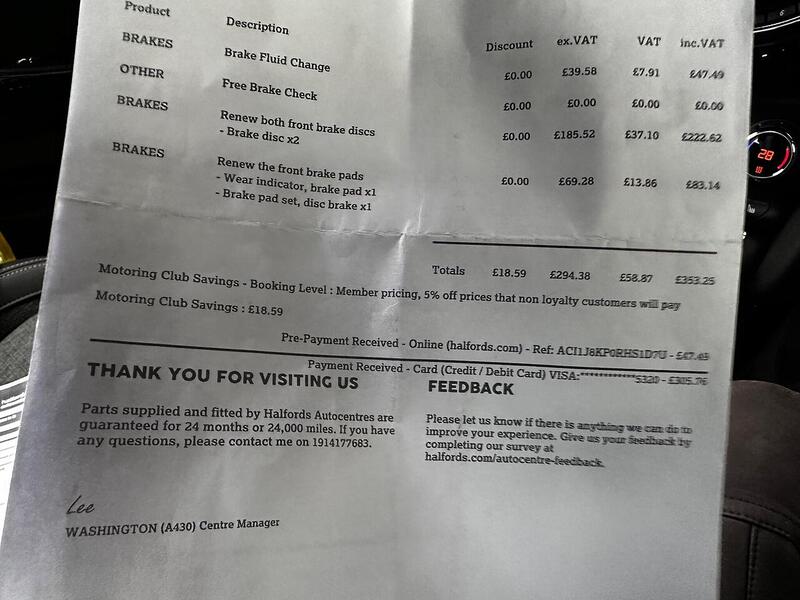 Product Description Discount ex.VAT VAT inc.VAT
BRAKES Brake Fluid Change £0.00 £39.58 £7.91 £47.49
OTHER Free Brake Check £0.00 £0.00 £0.00 £0.00
BRAKES Renew both front brake discs £0.00 £185.52 £37.10 £222.62
- Brake disc x2
BRAKES Renew the front brake pads £0.00 £69.28 £13.86 £83.14
- Wear indicator, brake pad x1
- Brake pad set, disc brake x1
Totals £18.59 £294.38 £58.87 £353.25
Motoring Club Savings - Booking Level : Member pricing, 5% off prices that non loyalty customers will pay
Motoring Club Savings : £18.59
Pre-Payment Received - Online (halfords.com) - Ref: ACI1J8KP0RHS1D7U - £47.49
Payment Received - Card (Credit / Debit Card) VISA:************5320 - £305.76
THANK YOU FOR VISITING US
Parts supplied and fitted by Halfords Autocentres are
guaranteed for 24 months or 24,000 miles. If you have
any questions, please contact me on 1914177683.
FEEDBACK
Please let us know if there is anything we can do to
improve your experience. Give us your feedback by
completing our survey at
halfords.com/autocentre-feedback.
Lee
WASHINGTON (A430) Centre Manager
28